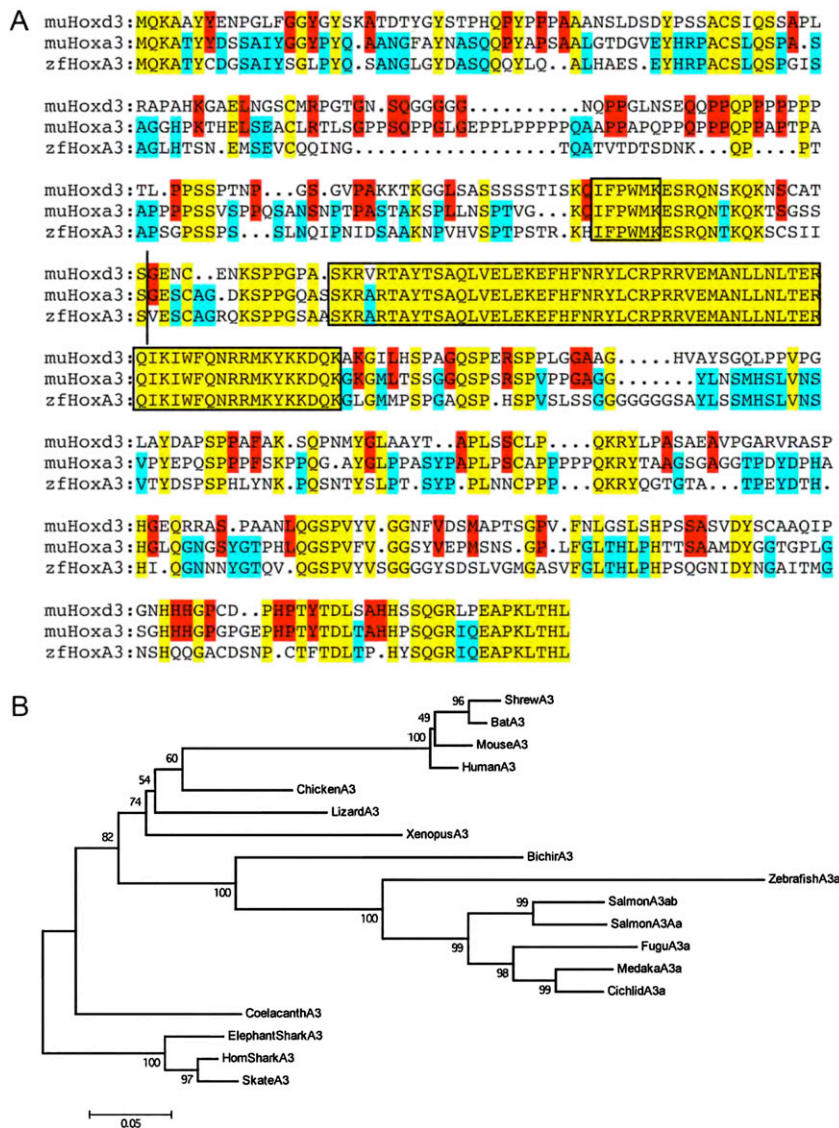 A
muHoxd3:MQKAAYYENPGLFGGYGYSKATDTYGYSTPHQPYPPPAAANSLDSDYPSSACSIQSSAPL
muHoxa3:MQKATYYDSSAIYGGYPYQ.AANGFAYNASQQPYAPSAALGTDGVEYHRPACSLQSPA.S
zfHoxA3:MQKATYCDGSAIYSGLPYQ.SANGLGYDASQQQYLQ..ALHAES.EYHRPACSLQSPGIS
RAPAHKGAELNGSCMRPGTGN.SQGGGGG..........NQPPGLNSEQQPPQPPPPPPP
muHoxd3:
muHoxa3:AGGHPKTHELSEACLRTLSGPPSQPPGLGEPPLPPPPPQAAPPAPQPPQPPPQPPAPTPA
zfHoxA3:AGLHTSN.EMSEVCQQING...........TVTDTSDNK...QP....PT
muHoxd3:TL.PPSSPTNP...GS.GVPAKKTKGGLSASSSSSTISKQIFPWMKESRQNSKQKNSCAT
muHoxa3:APPPPSSVSPPQSANSNPTPASTAKSPLLNSPTVG..KQIFPWMKESRQNTKQKTSGSS
zfHoxA3:APSGPSSPS...SLNQIPNIDSAAKNPVHVSPTPSTRK.HIFPWMKESRQNTKQKSCSII
muHoxd3:SGENC..ENKSPPGPA.SKRVRTAYTSAQLVELEKEFHFNRYLCRPRRVEMANLLNLTER
muHoxa3:SGESCAG.DKSPPGQASSKRARTAYTSAQLVELEKEFHFNRYLCRPRRVEMANLLNLTER
zfHoxA3:SVESCAGRQKSPPGSAASKRARTAYTSAQLVELEKEFHFNRYLCRPRRVEMANLLNLTER
muHoxd3:QIKIWFQNRRMKYKKDQKAKGILHSPAGQSPERSPPLGGAAG.....HVAYSGQLPPVPG
muHoxa3:QIKIWFQNRRMKYKKDQKGKGMLTSSGGQSPSRSPVPPGAGG.......YLNSMHSLVNS
zfHoxA3:QIKIWFQNRRMKYKKDQKGLGMMPSPGAQSP.HSPVSLSSGGGGGGGSAYLSSMHSLVNS
muHoxd3:LAYDAPSPPAFAK.SQPNMYGLAAYT..APLSSCLP....QKRYLPASAEAVPGARVRASP
muHoxa3:VPYEPQSPPPFSKPPQG.AYGLPPASYPAPLPSCAPPPPPQKRYTAAGSGAGGTPDYDPHA
zfHoxA3:VTYDSPSPHLYNK.PQSNTYSLPT.SYP.PLNNCPPP...QKRYQGTGTA...TPEYDTH.
muHoxd3:HGEQRRAS.PAANLQGSPVYV.GGNFVDSMAPTSGPV.FNLGSLSHPSSASVDYSCAAQIP
muHoxa3:HGLQGNGSYGTPHLQGSPVFV.GGSYVEPMSNS.GP.LFGLTHLPHTTSAAMDYGGTGPLG
zfHoxA3:HI.QGNNNYGTQV.QGSPVYVSGGGGYSDSLVGMGASVFGLTHLPHPSQGNIDYNGAITMG
muHoxd3:GNHHHGPCD..PHPTYTDLSAHHSSQGRLPEAPKLTHL
muHoxa3:SGHHHGPGPGEPHPTYTDLTAHHPSQGRIQEAPKLTHL
zfHoxA3:NSHQQGACDSNP.CTFTDLTP.HYSQGRIQEAPKLTHL
B
ShrewA3
96
BatA3
49
100
MouseA3
HumanA3
60
ChickenA3
54
LizardA3
74
XenopusA3
82
BichirA3
100
ZebrafishA3a
100
SalmonA3ab
99
SalmonA3Aa
99
FuguA3a
98
MedakaA3a
99
CichlidA3a
CoelacanthA3
ElephantSharkA3
100
HornSharkA3
97
SkateA3
0.05